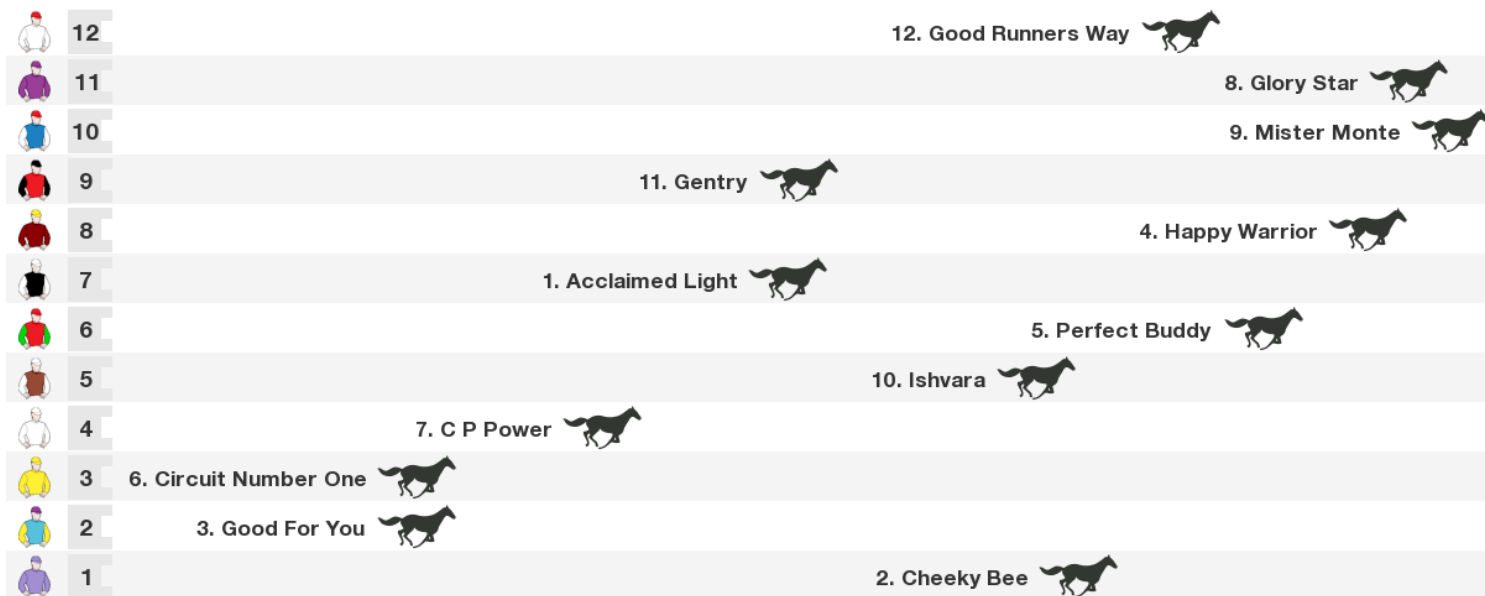 12 12. Good Runners Way
11 8. Glory Star
10 9. Mister Monte
9 11. Gentry
8 4. Happy Warrior
7 1. Acclaimed Light
6 5. Perfect Buddy
5 10. Ishvara
4 7. C P Power
3 6. Circuit Number One
2 3. Good For You
1 2. Cheeky Bee